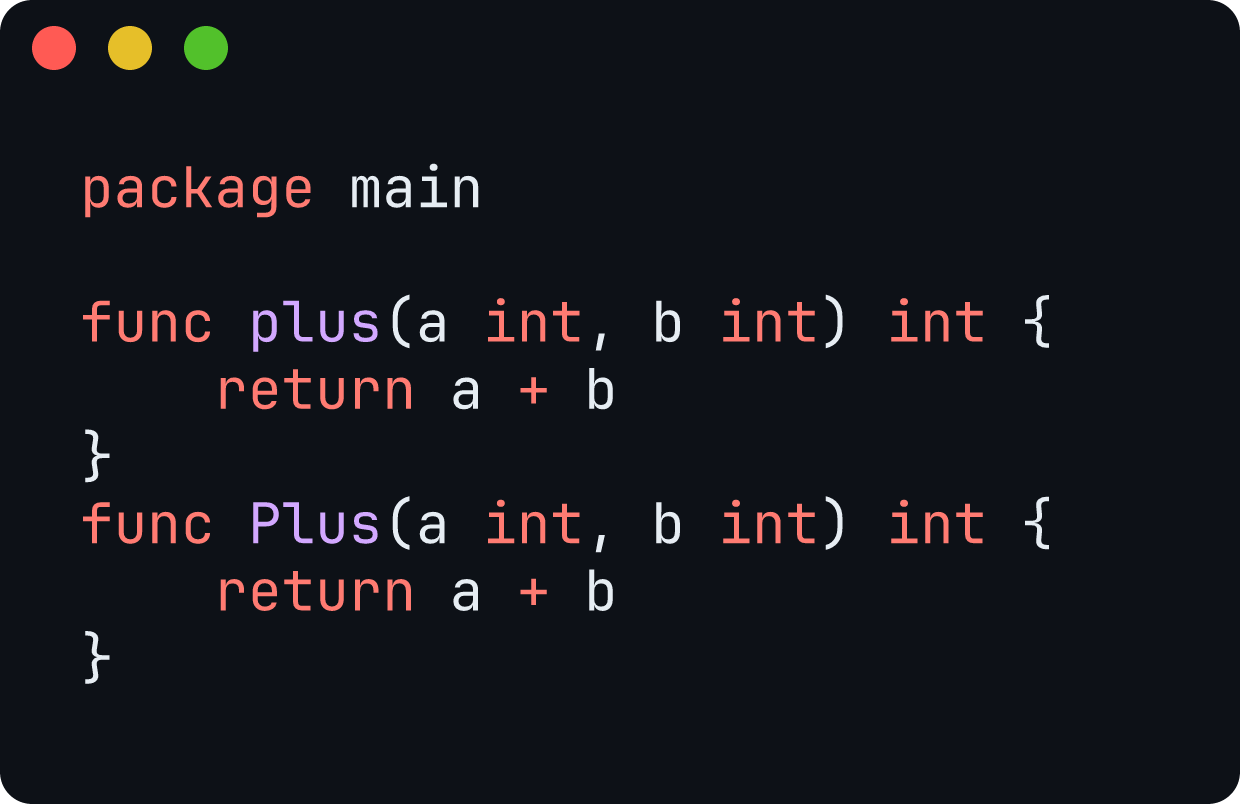 package main

func plus(a int, b int) int {
    return a + b
}
func Plus(a int, b int) int {
    return a + b
}